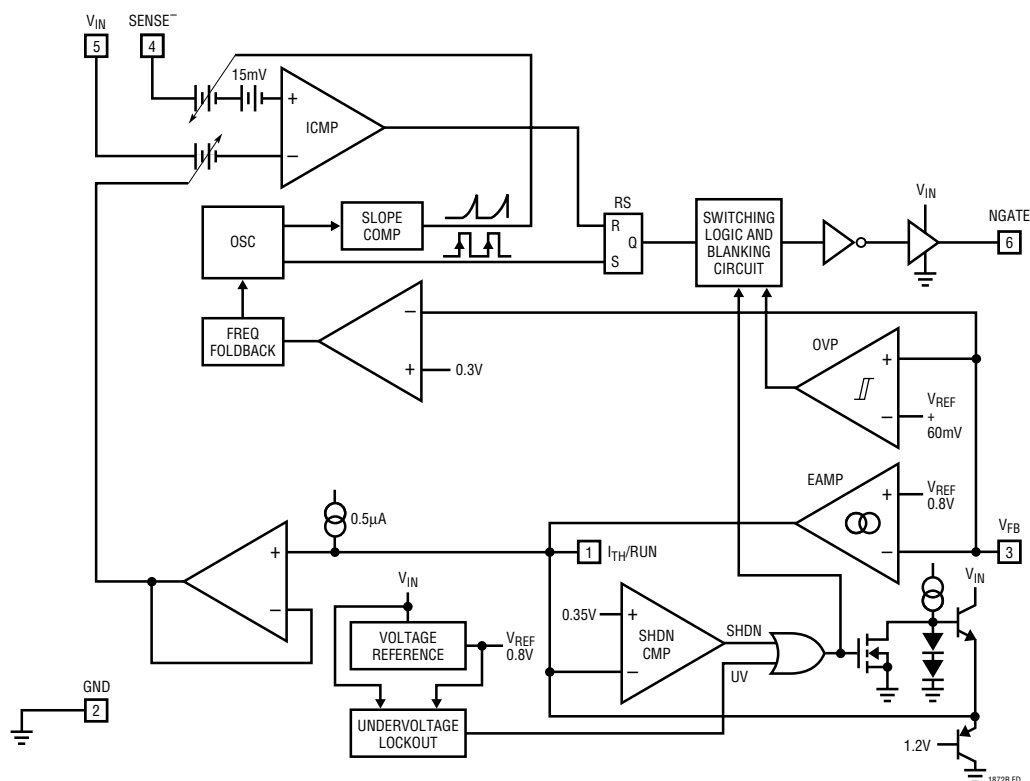 VIN
5
SENSE−
4
15mV
+
ICMP
−
RS
R
Q
S
SWITCHING
LOGIC AND
BLANKING
CIRCUIT
VIN
NGATE
6
OSC
SLOPE
COMP
FREQ
FOLDBACK
−
+
0.3V
OVP
+
−
VREF
+
60mV
EAMP
+
VREF
0.8V
−
VFB
3
0.5µA
+
−
1
ITH/RUN
VIN
VOLTAGE
REFERENCE
VREF
0.8V
UNDERVOLTAGE
LOCKOUT
0.35V
+
SHDN
CMP
−
SHDN
UV
VIN
1.2V
GND
2
1872B FD